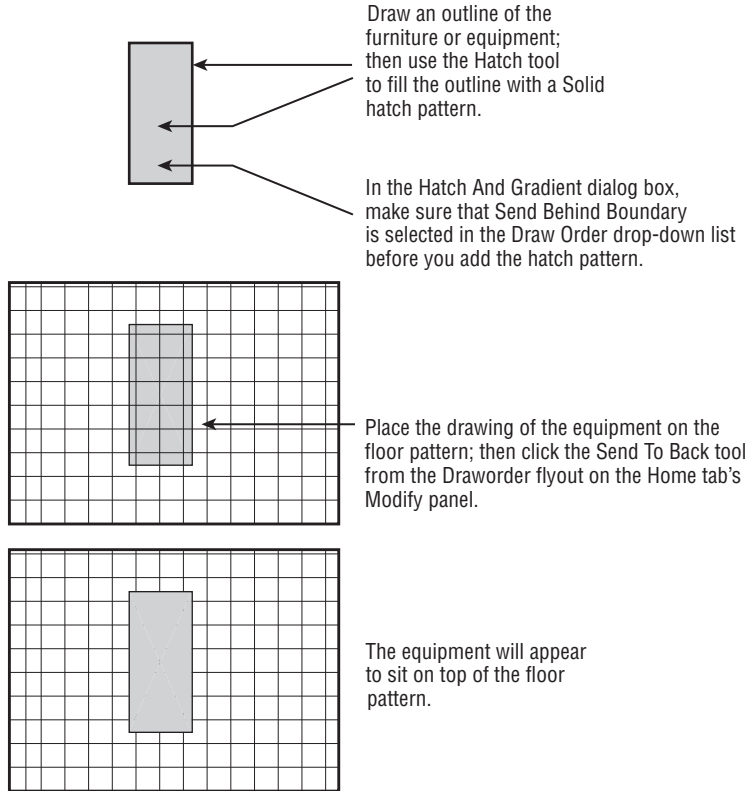 Draw an outline of the
furniture or equipment;
then use the Hatch tool
to fill the outline with a Solid
hatch pattern.
In the Hatch And Gradient dialog box,
make sure that Send Behind Boundary
is selected in the Draw Order drop-down list
before you add the hatch pattern.
Place the drawing of the equipment on the
floor pattern; then click the Send To Back tool
from the Draworder flyout on the Home tab’s
Modify panel.
The equipment will appear
to sit on top of the floor
pattern.